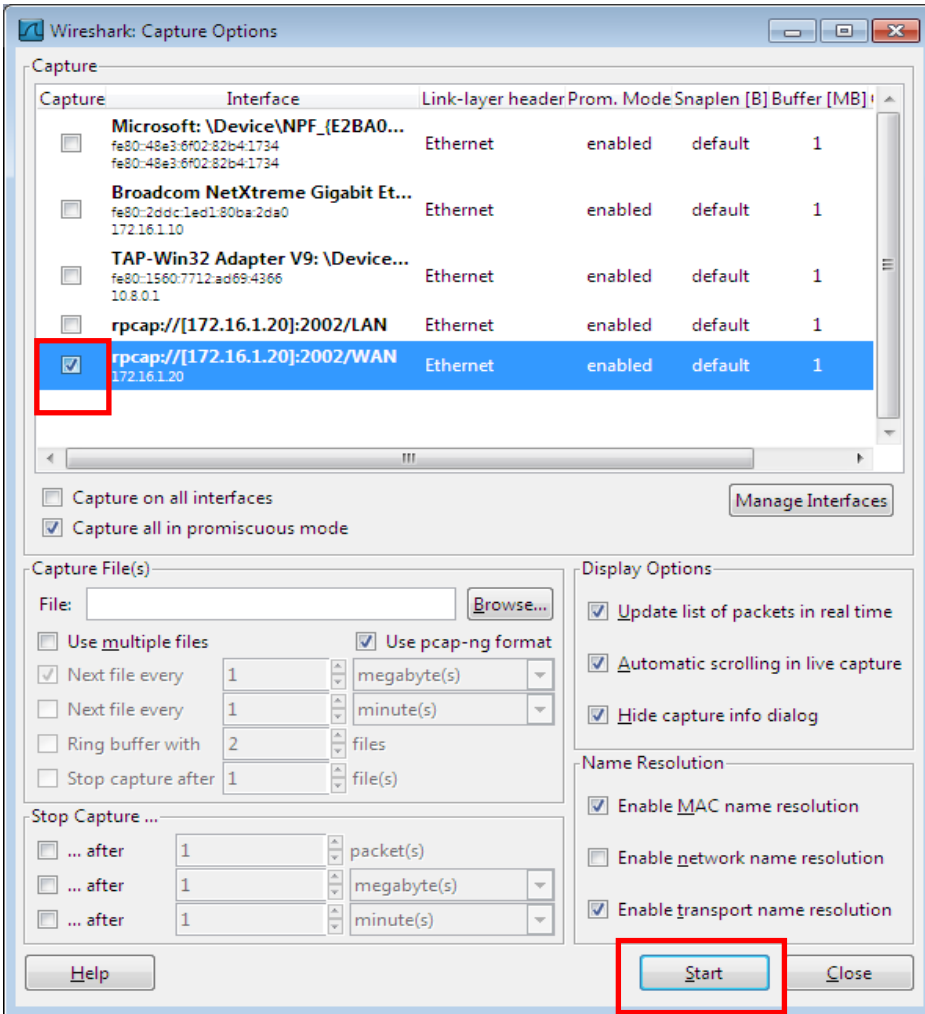 Wireshark: Capture Options
Capture
Capture Interface Link-layer header Prom. Mode Snaplen [B] Buffer [MB]
Microsoft: \Device\NPF_{E2BA0...
fe80::48e3:6f02:82b4:1734 Ethernet enabled default 1
fe80::48e3:6f02:82b4:1734
Broadcom NetXtreme Gigabit Et...
fe80::2ddc:1ed1:80ba:2da0 Ethernet enabled default 1
172.16.1.10
TAP-Win32 Adapter V9: \Device...
fe80::1560:7712:ad69:4366 Ethernet enabled default 1
10.8.0.1
rpcap://[172.16.1.20]:2002/LAN Ethernet enabled default 1
rpcap://[172.16.1.20]:2002/WAN Ethernet enabled default 1
172.16.1.20
Capture on all interfaces
Manage Interfaces
Capture all in promiscuous mode
Capture File(s)
File: Browse...
Use multiple files Use pcap-ng format
Next file every 1 megabyte(s)
Next file every 1 minute(s)
Ring buffer with 2 files
Stop capture after 1 file(s)
Stop Capture ...
... after 1 packet(s)
... after 1 megabyte(s)
... after 1 minute(s)
Display Options
Update list of packets in real time
Automatic scrolling in live capture
Hide capture info dialog
Name Resolution
Enable MAC name resolution
Enable network name resolution
Enable transport name resolution
Help Start Close